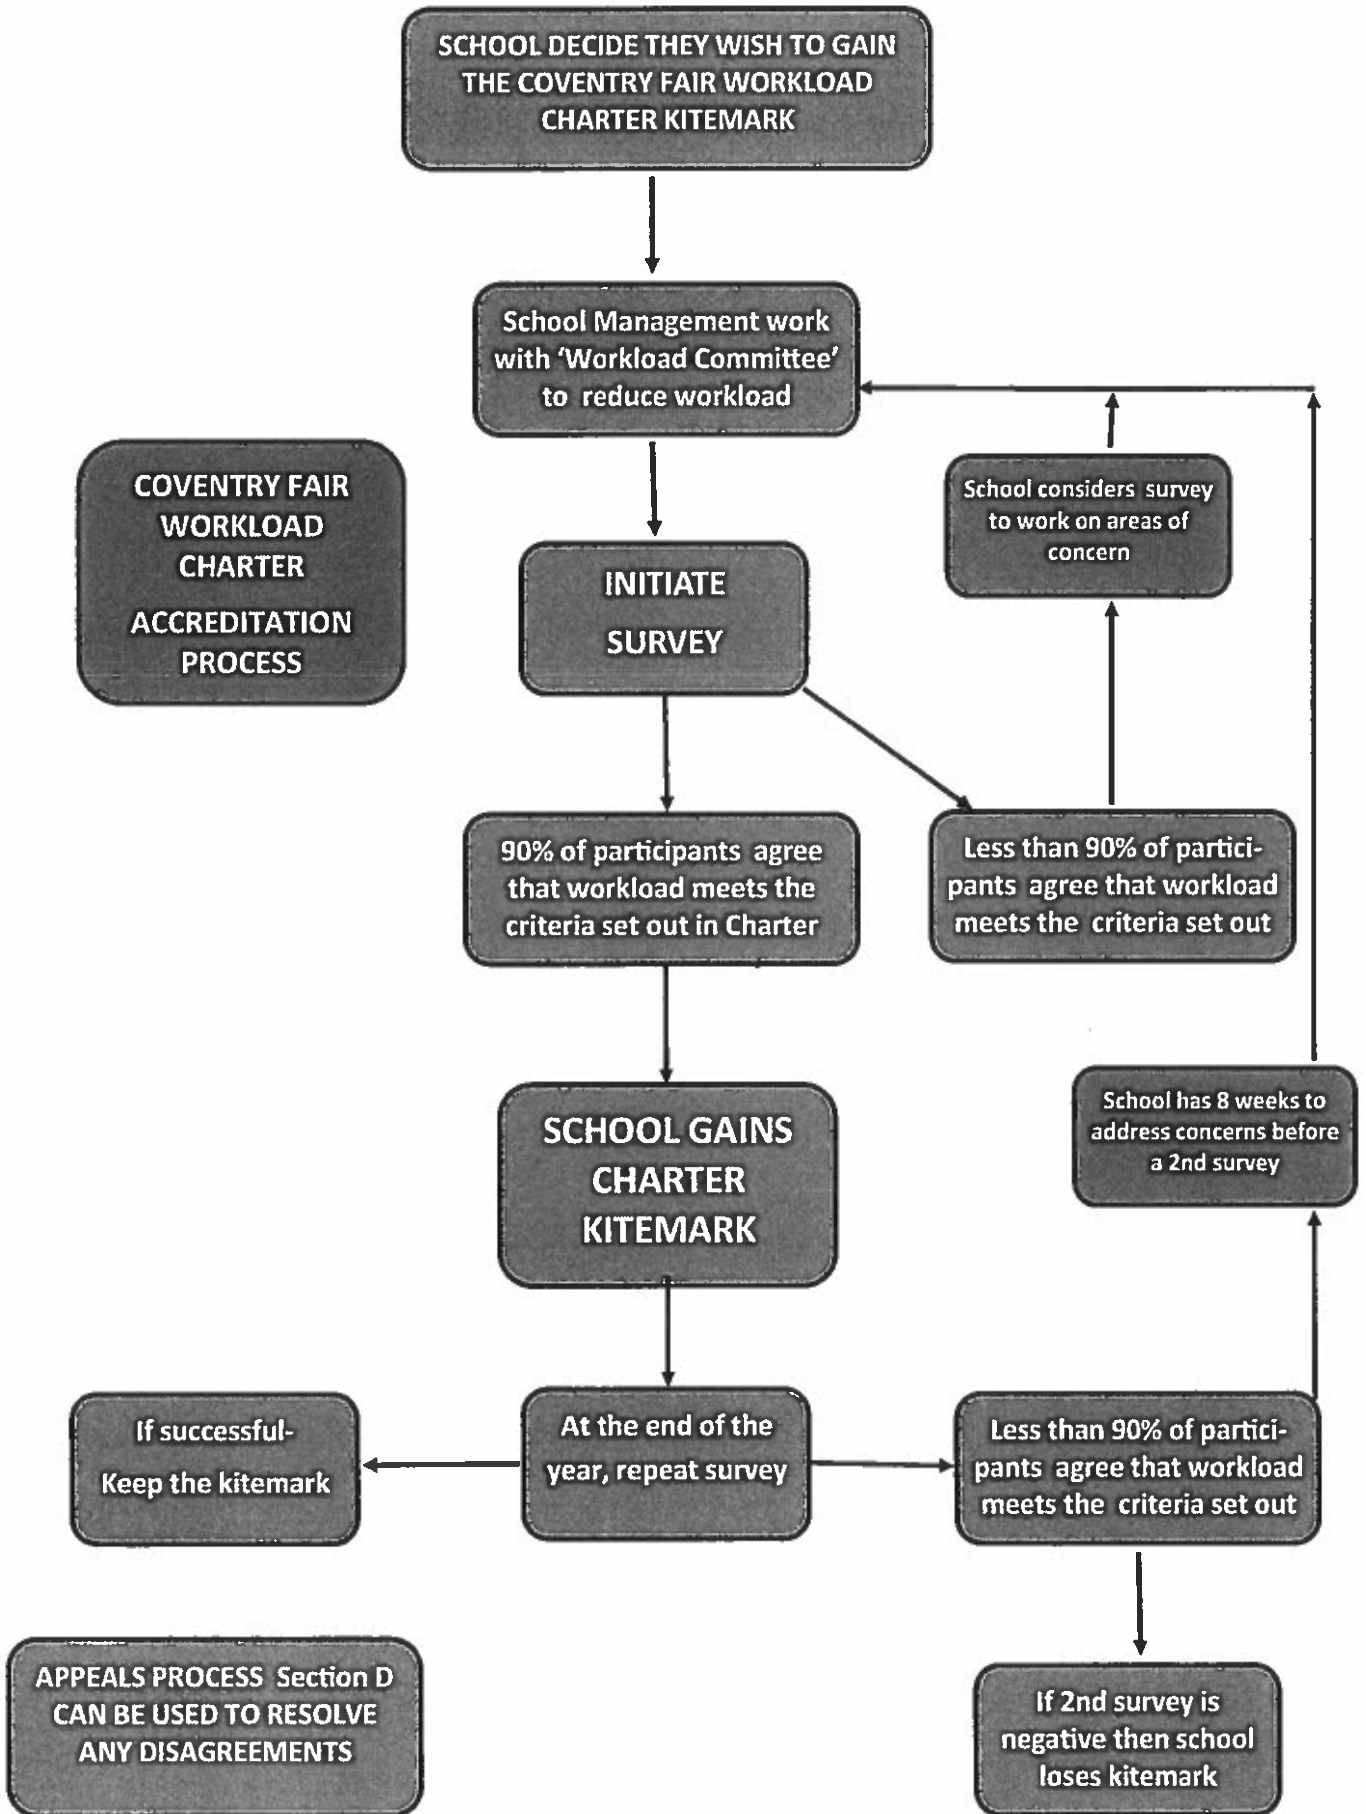 SCHOOL DECIDE THEY WISH TO GAIN
THE COVENTRY FAIR WORKLOAD
CHARTER KITEMARK
School Management work
with ‘Workload Committee’
to reduce workload
COVENTRY FAIR
WORKLOAD
CHARTER
ACCREDITATION
PROCESS
School considers survey
to work on areas of
concern
INITIATE
SURVEY
90% of participants agree
that workload meets the
criteria set out in Charter
Less than 90% of partici-
pants agree that workload
meets the criteria set out
SCHOOL GAINS
CHARTER
KITEMARK
School has 8 weeks to
address concerns before
a 2nd survey
If successful-
Keep the kitemark
At the end of the
year, repeat survey
Less than 90% of partici-
pants agree that workload
meets the criteria set out
APPEALS PROCESS Section D
CAN BE USED TO RESOLVE
ANY DISAGREEMENTS
If 2nd survey is
negative then school
loses kitemark